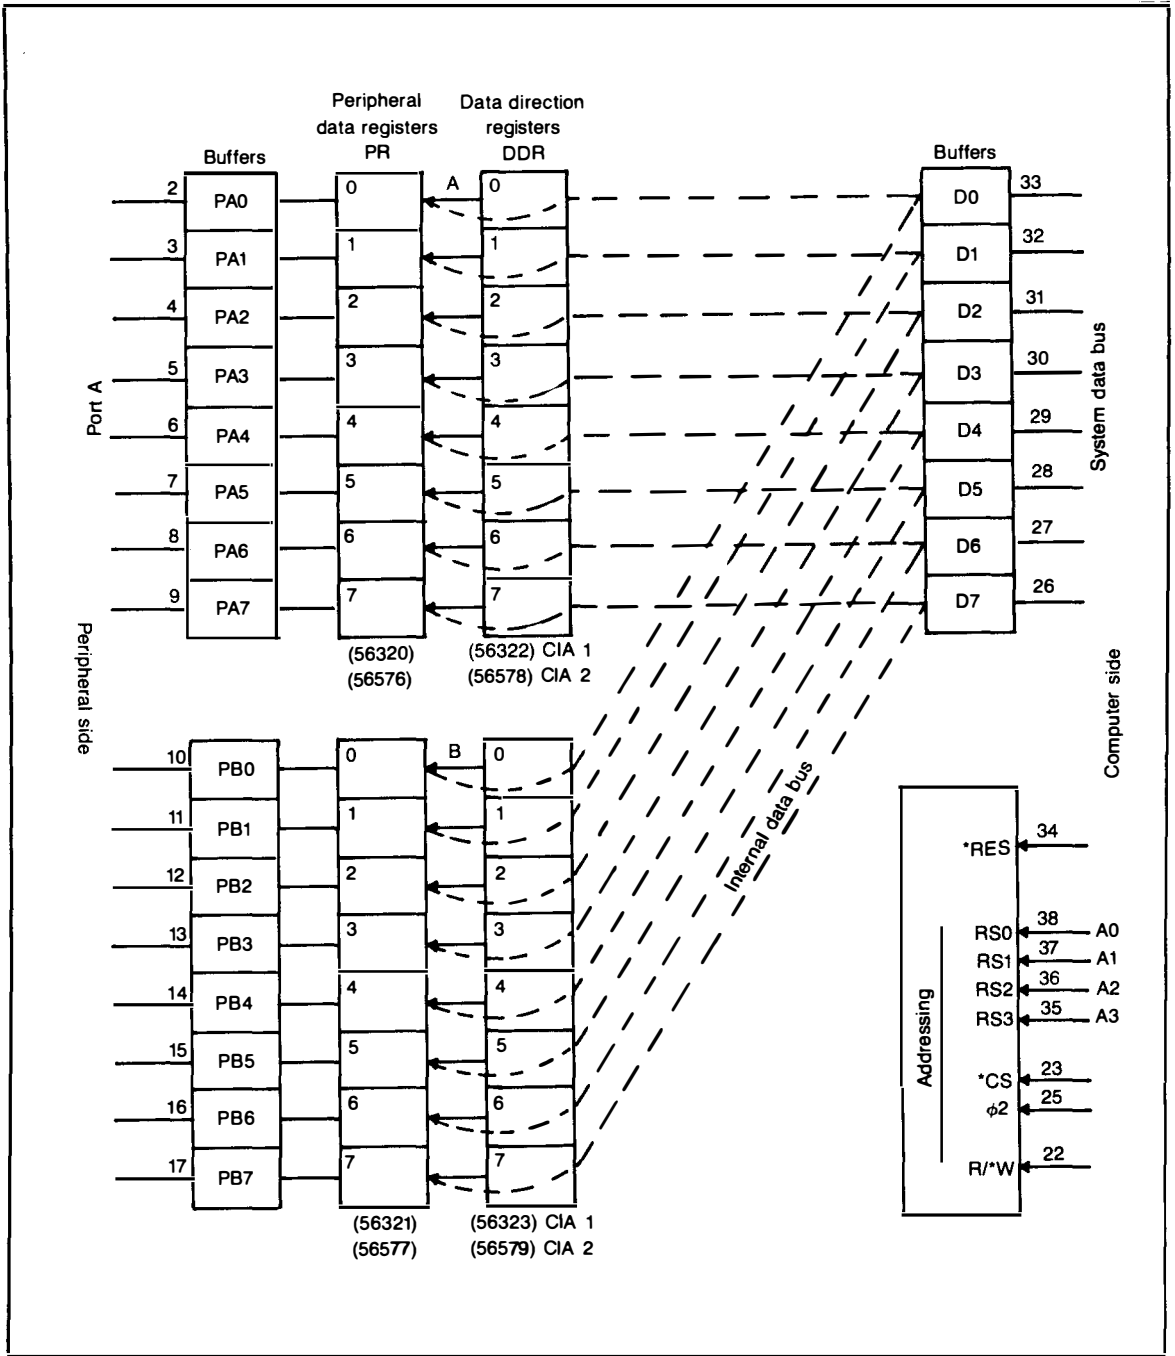 Peripheral
data registers
PR
Data direction
registers
DDR
Buffers
Buffers
2 PA0 0 A 0 D0 33
3 PA1 1 1 D1 32
4 PA2 2 2 D2 31
5 PA3 3 3 D3 30
6 PA4 4 4 D4 29
7 PA5 5 5 D5 28
8 PA6 6 6 D6 27
9 PA7 7 7 D7 26
Port A
System data bus
(56320)
(56576)
(56322) CIA 1
(56578) CIA 2
Peripheral side
Computer side
10 PB0 0 B 0
11 PB1 1 1
12 PB2 2 2
13 PB3 3 3
14 PB4 4 4
15 PB5 5 5
16 PB6 6 6
17 PB7 7 7
Internal data bus
(56321)
(56577)
(56323) CIA 1
(56579) CIA 2
Addressing
*RES 34
RS0 38 A0
RS1 37 A1
RS2 36 A2
RS3 35 A3
*CS 23
ϕ2 25
R/*W 22